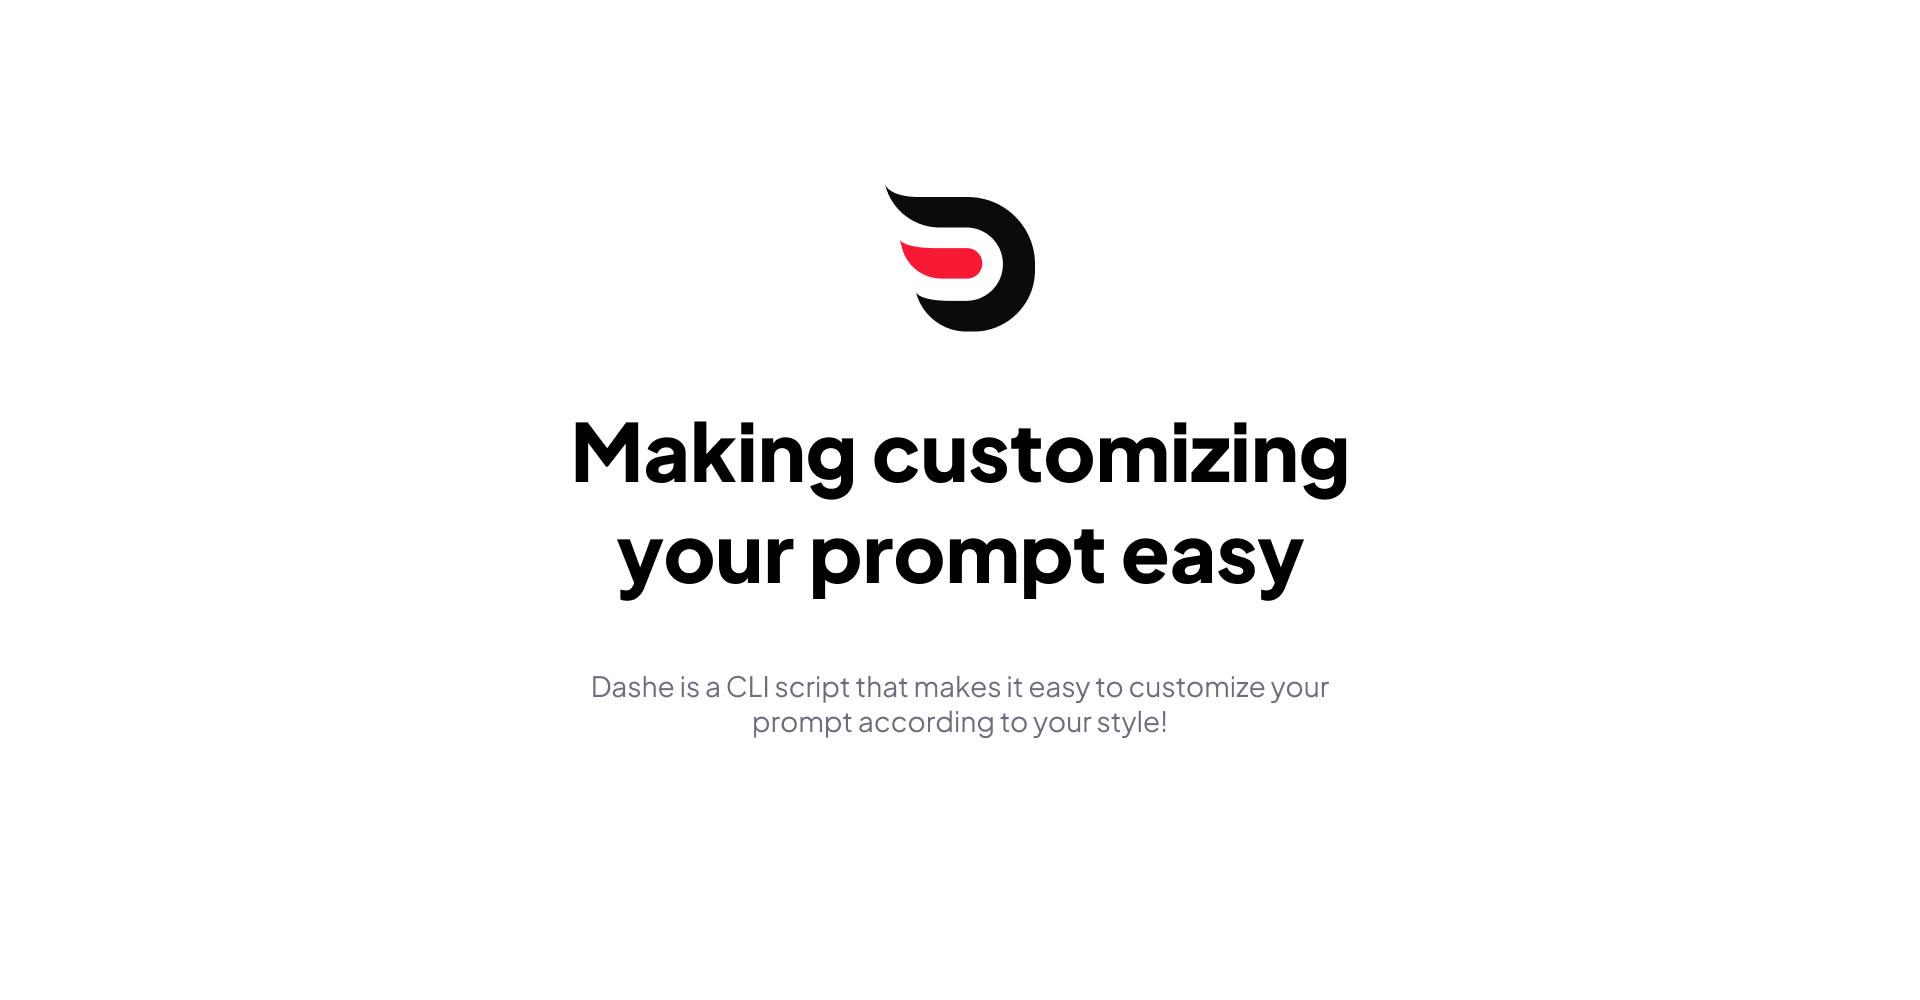 Making customizing
your prompt easy
Dashe is a CLI script that makes it easy to customize your
prompt according to your style!